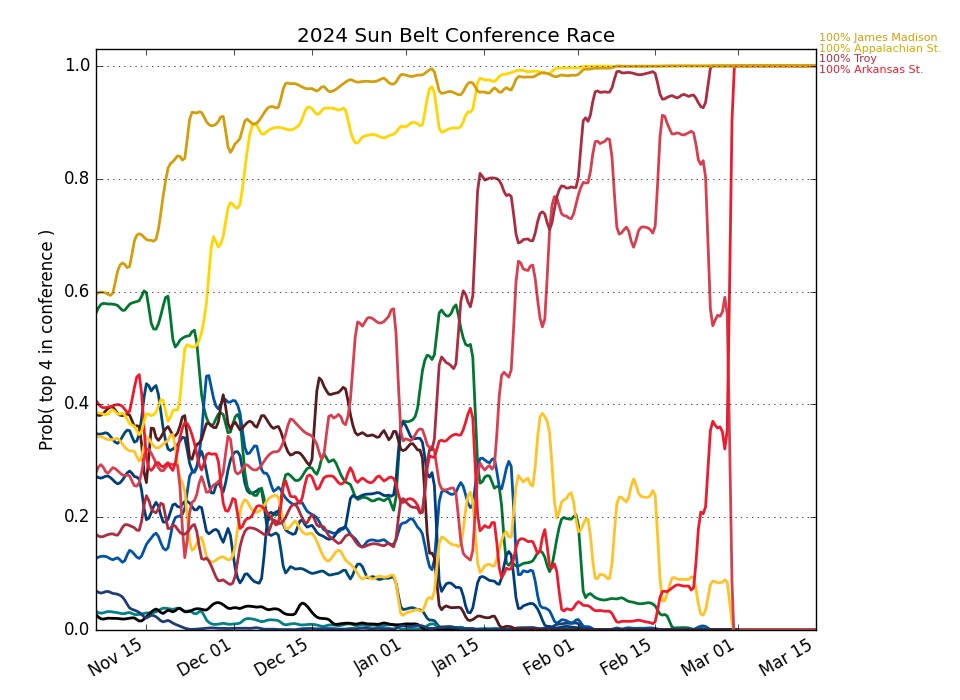 2024 Sun Belt Conference Race
100% James Madison
100% Appalachian St.
100% Troy
100% Arkansas St.
Prob( top 4 in conference )
1.0
0.8
0.6
0.4
0.2
0.0
Nov 15
Dec 01
Dec 15
Jan 01
Jan 15
Feb 01
Feb 15
Mar 01
Mar 15